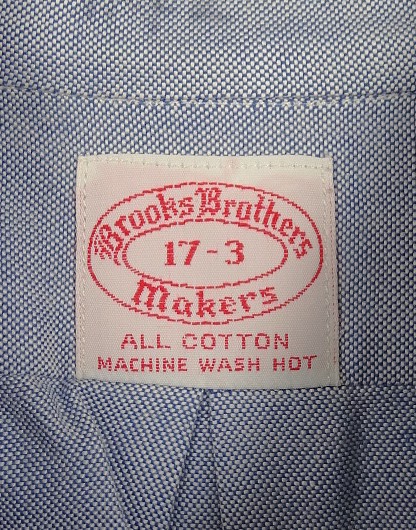 Brooks Brothers
17-3
Makers
ALL COTTON
MACHINE WASH HOT